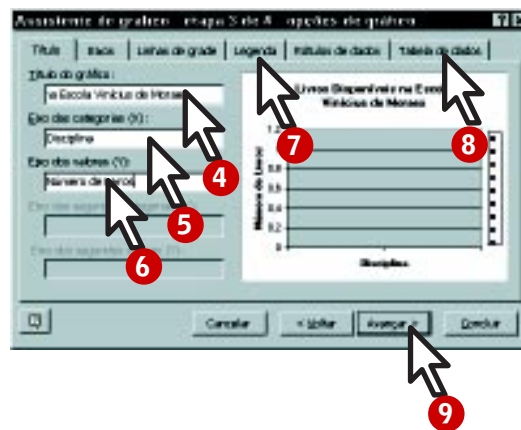 Assistente de gráfico - etapa 3 de 4 - opções de gráfico
Título Eixos Linhas de grade Legenda Rótulos de dados Tabela de dados
Título do gráfico:
a Escola Vinícius de Moraes
Eixo das categorias (X):
Disciplina
Eixo dos valores (Y):
Número de
Livros Disponíveis na Escola
Vinícius de Moraes
Número de Livros
1.2
0.8
0.6
0.4
0.2
0
Disciplina
Cancelar < Voltar Avançar > Concluir
4
5
6
7
8
9